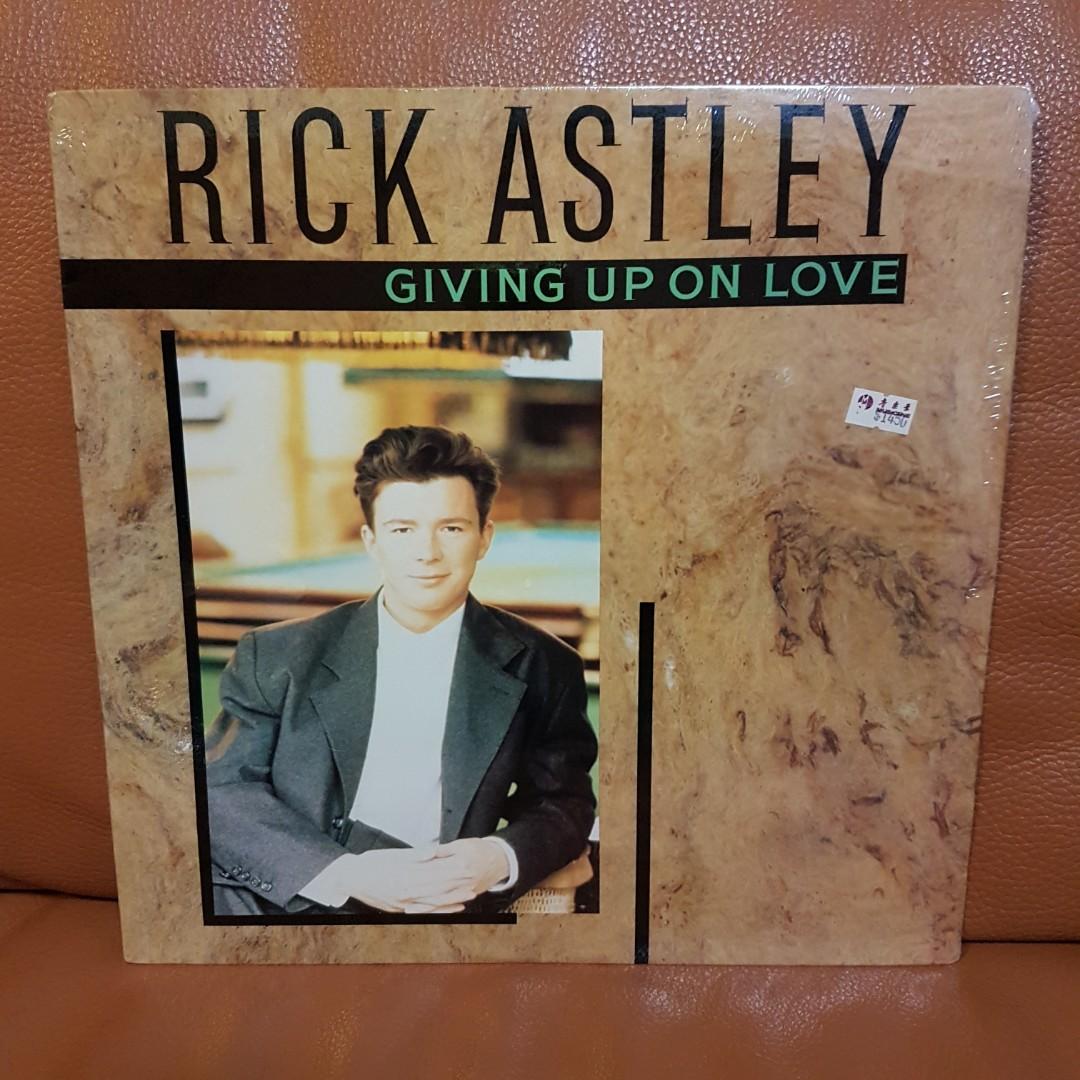 RICK ASTLEY
GIVING UP ON LOVE
$1450